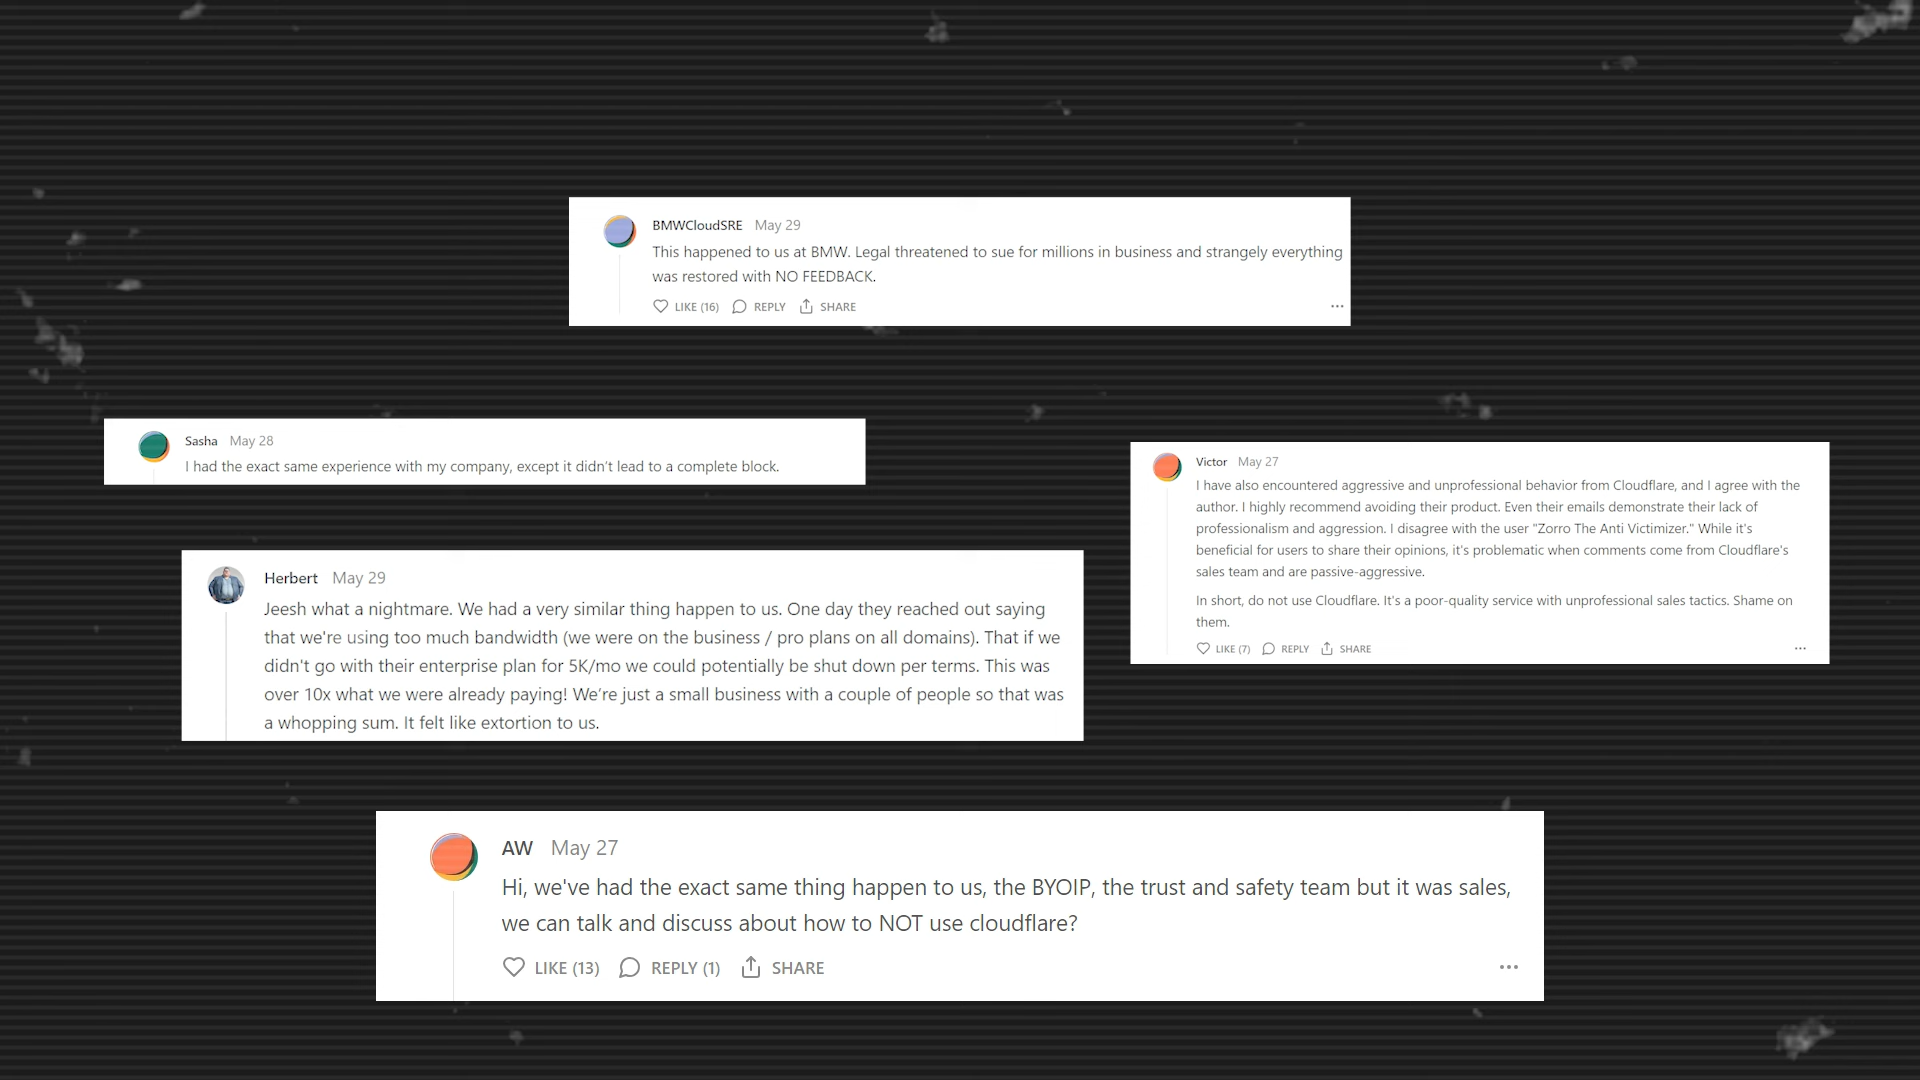 BMWCloudSRE May 29
This happened to us at BMW. Legal threatened to sue for millions in business and strangely everything
was restored with NO FEEDBACK.
LIKE (16) REPLY SHARE
Sasha May 28
I had the exact same experience with my company, except it didn't lead to a complete block.
Victor May 27
I have also encountered aggressive and unprofessional behavior from Cloudflare, and I agree with the
author. I highly recommend avoiding their product. Even their emails demonstrate their lack of
professionalism and aggression. I disagree with the user "Zorro The Anti Victimizer." While it's
beneficial for users to share their opinions, it's problematic when comments come from Cloudflare's
sales team and are passive-aggressive.
In short, do not use Cloudflare. It's a poor-quality service with unprofessional sales tactics. Shame on
them.
LIKE (7) REPLY SHARE
Herbert May 29
Jeesh what a nightmare. We had a very similar thing happen to us. One day they reached out saying
that we're using too much bandwidth (we were on the business / pro plans on all domains). That if we
didn't go with their enterprise plan for 5K/mo we could potentially be shut down per terms. This was
over 10x what we were already paying! We're just a small business with a couple of people so that was
a whopping sum. It felt like extortion to us.
AW May 27
Hi, we've had the exact same thing happen to us, the BYOIP, the trust and safety team but it was sales,
we can talk and discuss about how to NOT use cloudflare?
LIKE (13) REPLY (1) SHARE